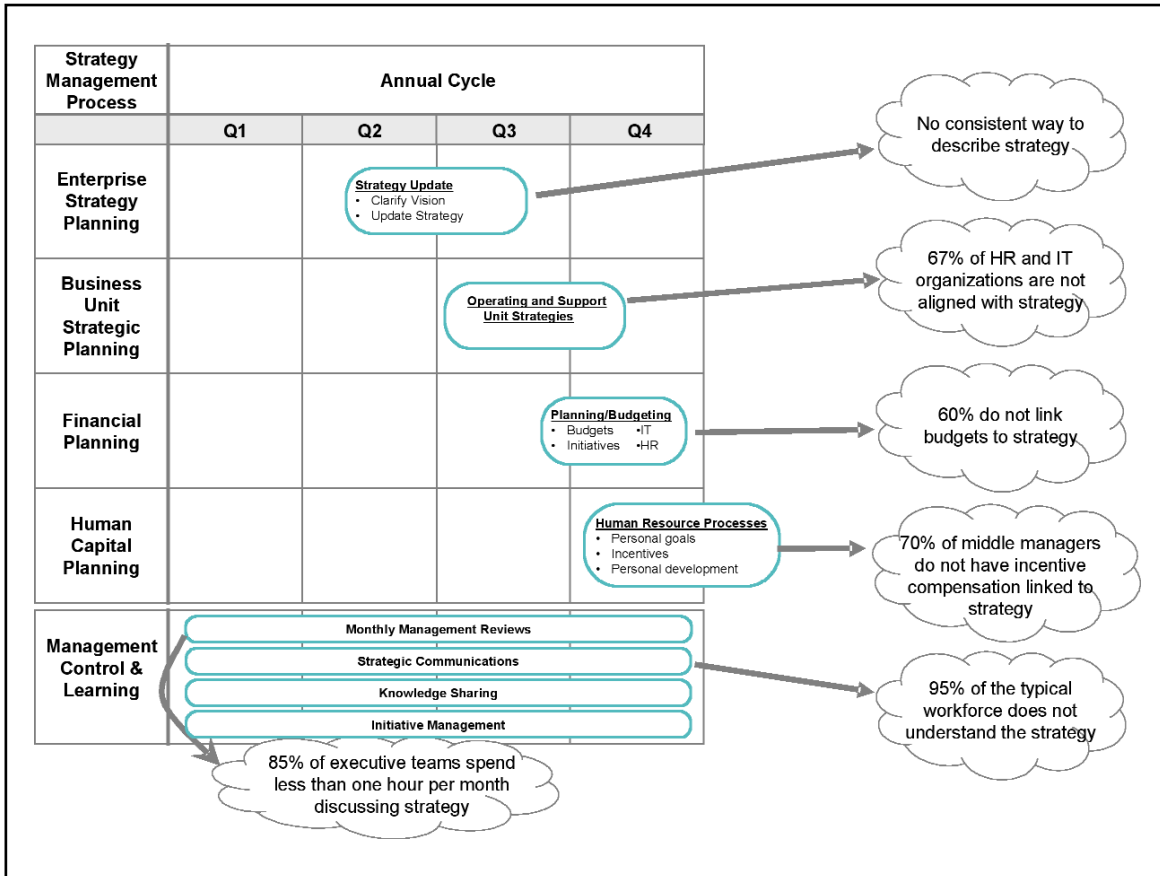 Strategy
Management
Process
Annual Cycle
Q1 Q2 Q3 Q4
Enterprise
Strategy
Planning
Strategy Update
• Clarify Vision
• Update Strategy
No consistent way to
describe strategy
Business
Unit
Strategic
Planning
Operating and Support
Unit Strategies
67% of HR and IT
organizations are not
aligned with strategy
Financial
Planning
Planning/Budgeting
• Budgets •IT
• Initiatives •HR
60% do not link
budgets to strategy
Human
Capital
Planning
Human Resource Processes
• Personal goals
• Incentives
• Personal development
70% of middle managers
do not have incentive
compensation linked to
strategy
Management
Control &
Learning
Monthly Management Reviews
Strategic Communications
Knowledge Sharing
Initiative Management
95% of the typical
workforce does not
understand the strategy
85% of executive teams spend
less than one hour per month
discussing strategy